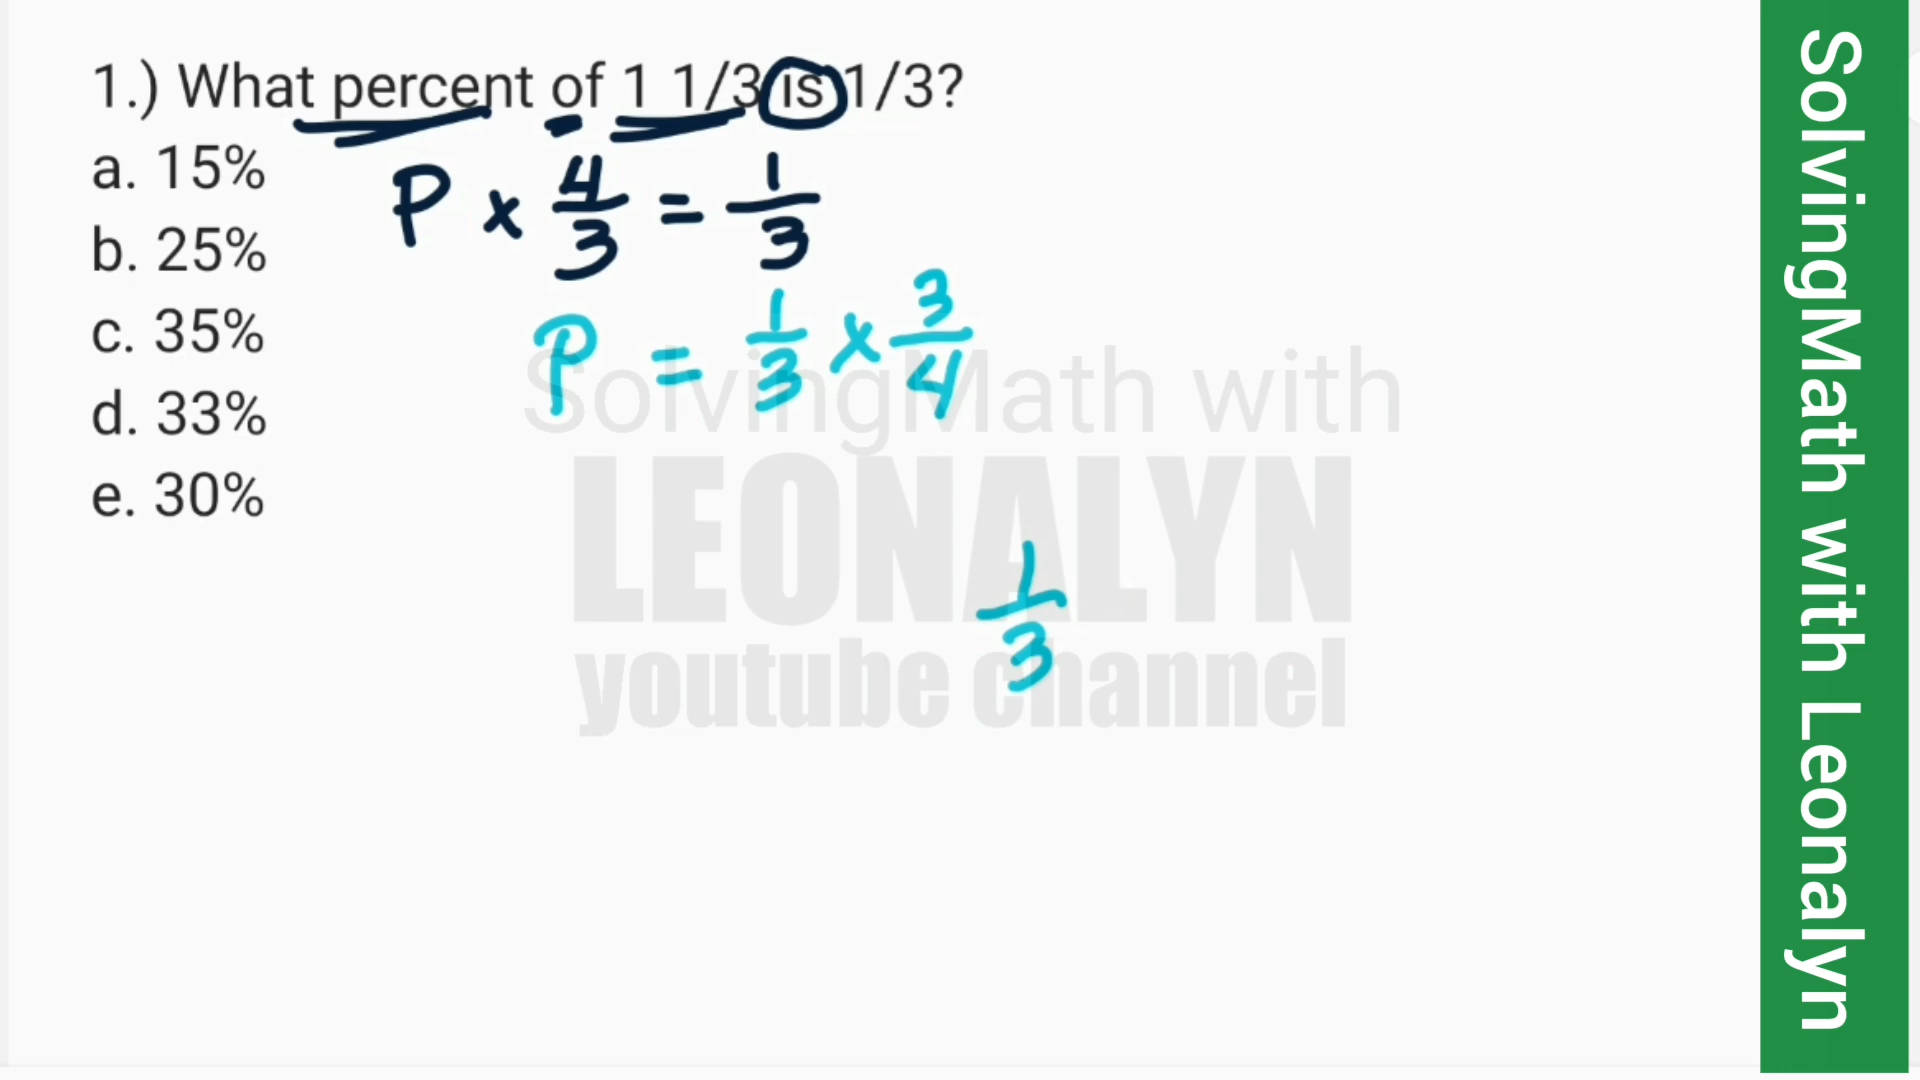 1.) What percent of 1 1/3 is 1/3?
a. 15%
P × 4/3 = 1/3
b. 25%
P = 1/3 × 3/4
c. 35%
SolvingMath with
d. 33%
LEONALYN
e. 30%
1/3
youtube channel
SolvingMath with Leonalyn